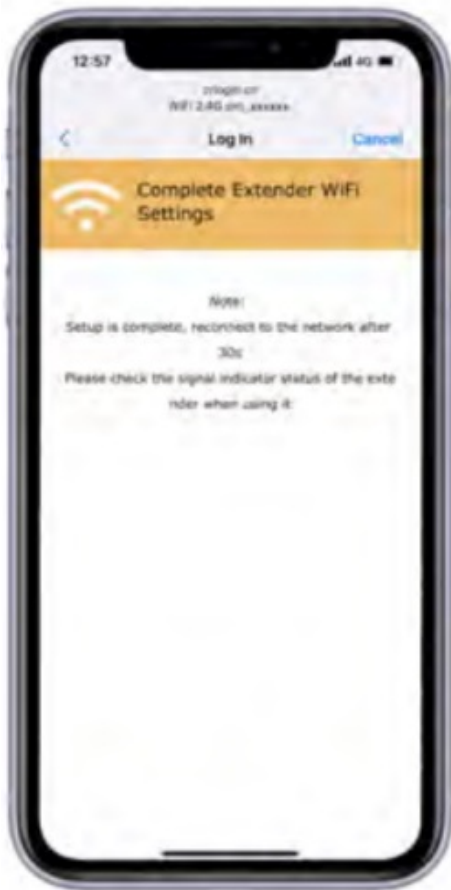 12:57
4G
Log In
Cancel
Complete Extender WiFi
Settings
Note:
Setup is complete, reconnect to the network after
30s
Please check the signal indicator status of the exte
nder when using it